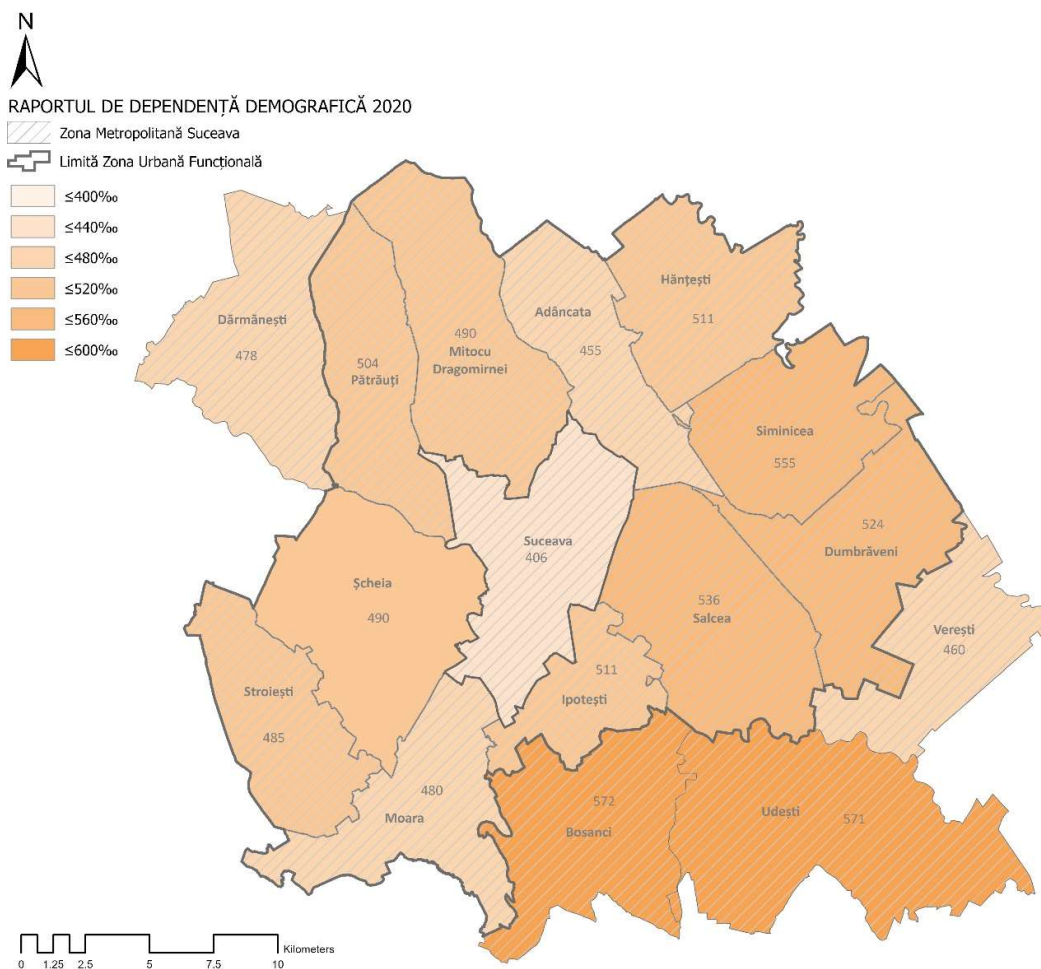 N
RAPORTUL DE DEPENDENȚĂ DEMOGRAFICĂ 2020
Zona Metropolitană Suceava
Limită Zona Urbană Funcțională
≤400‰
≤440‰
≤480‰
≤520‰
≤560‰
≤600‰
Dărmănești
478
504
Pătrăuți
490
Mitocu
Dragomirnei
Adâncata
455
Hănțești
511
Siminicea
555
524
Dumbrăveni
Suceava
406
Șcheia
490
536
Salcea
Verești
460
511
Ipotești
Stroiești
485
480
Moara
572
Bosanci
Udești
571
0 1.25 2.5 5 7.5 10
Kilometers